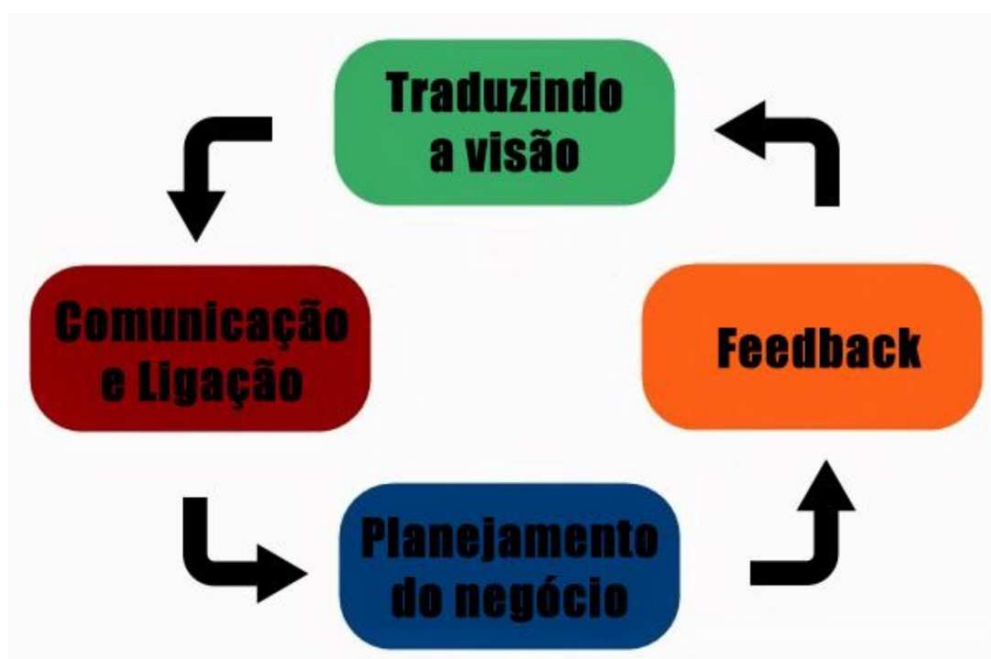 Traduzindo
a visão
Comunicação
e Ligação
Feedback
Planejamento
do negócio